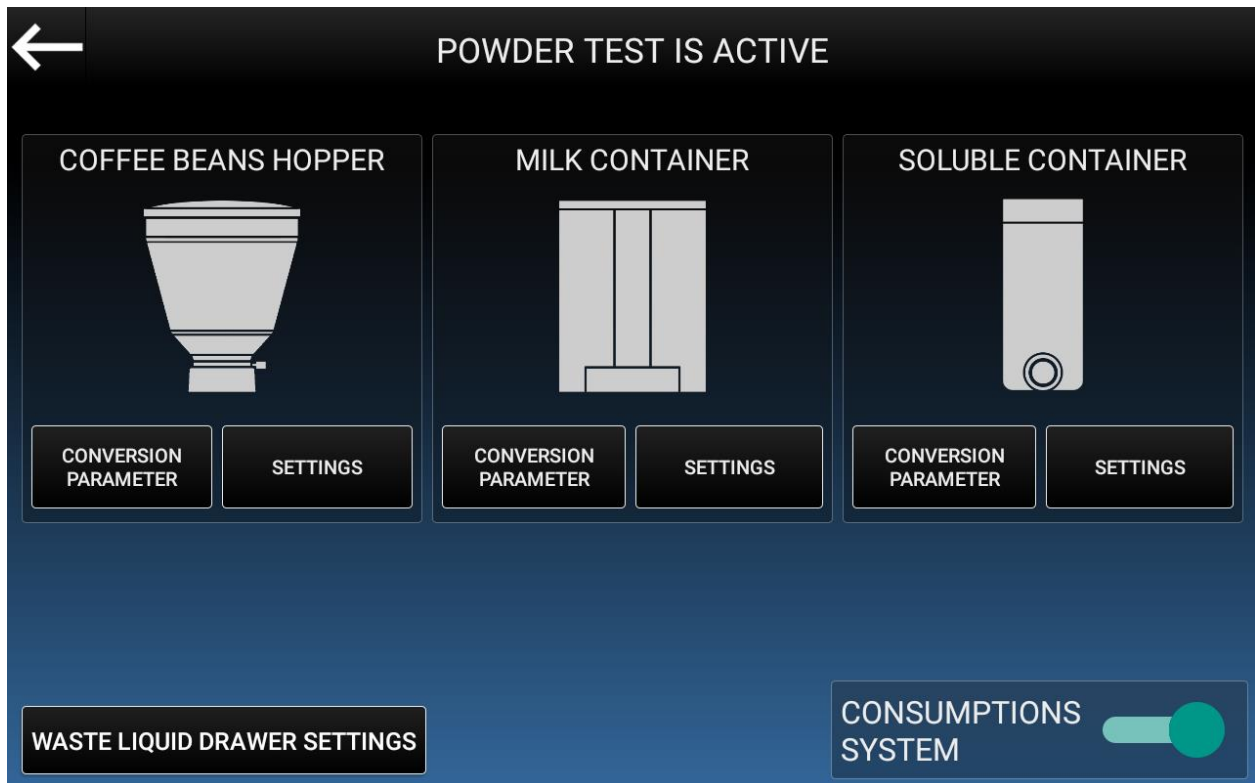 POWDER TEST IS ACTIVE
COFFEE BEANS HOPPER
CONVERSION
PARAMETER
SETTINGS
MILK CONTAINER
CONVERSION
PARAMETER
SETTINGS
SOLUBLE CONTAINER
CONVERSION
PARAMETER
SETTINGS
WASTE LIQUID DRAWER SETTINGS
CONSUMPTIONS
SYSTEM